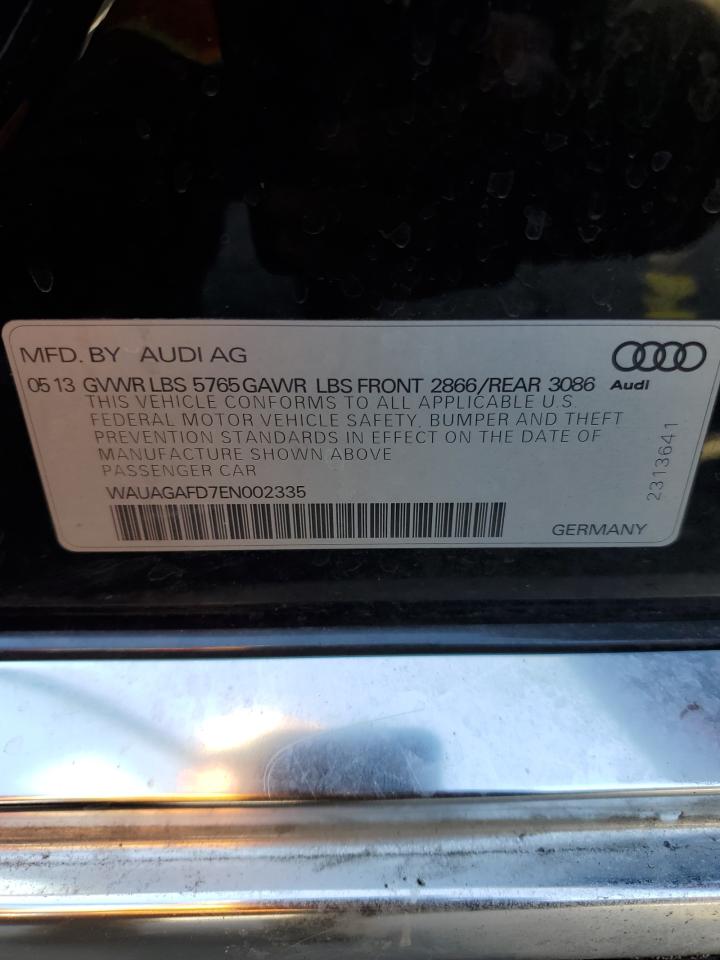 MFD. BY AUDI AG
05 13 GVWR LBS 5765 GAWR LBS FRONT 2866/REAR 3086
Audi
THIS VEHICLE CONFORMS TO ALL APPLICABLE U.S.
FEDERAL MOTOR VEHICLE SAFETY, BUMPER AND THEFT
PREVENTION STANDARDS IN EFFECT ON THE DATE OF
MANUFACTURE SHOWN ABOVE
PASSENGER CAR
WAUAGAFD7EN002335
GERMANY
2313641